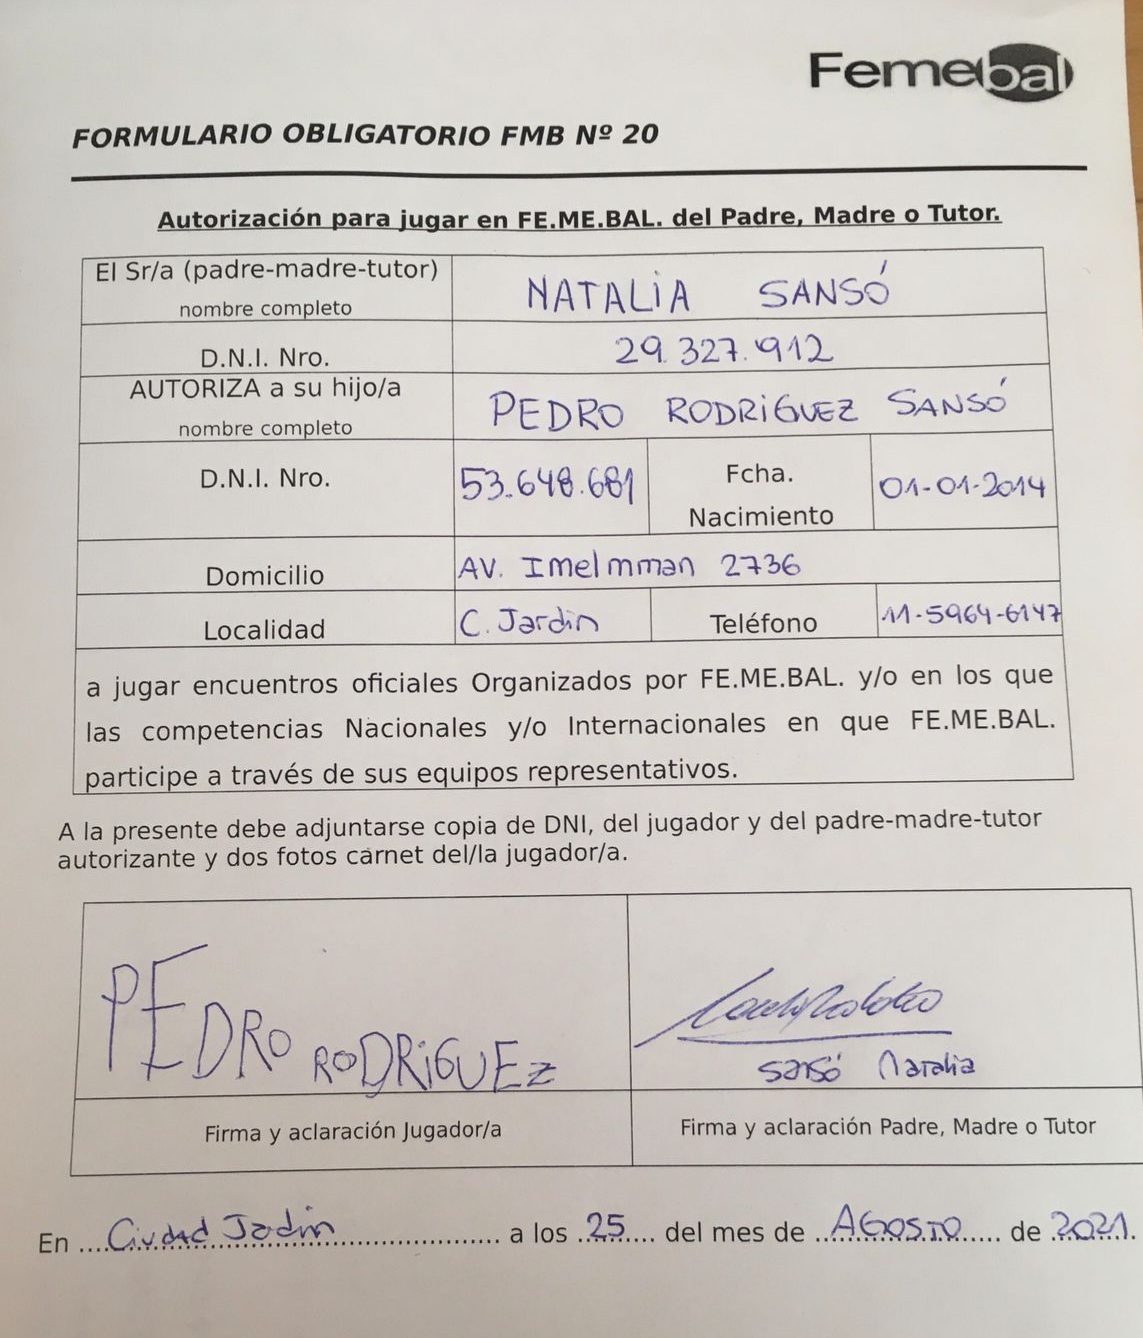 Femebal
FORMULARIO OBLIGATORIO FMB Nº 20
Autorización para jugar en FE.ME.BAL. del Padre, Madre o Tutor.
El Sr/a (padre-madre-tutor)
nombre completo
NATALIA SANSÓ
D.N.I. Nro.
29.327.912
AUTORIZA a su hijo/a
nombre completo
PEDRO RODRIGUEZ SANSÓ
D.N.I. Nro.
53.648.681
Fcha.
Nacimiento
01-01-2014
Domicilio
AV. Imelmman 2736
Localidad
C. Jardin
Teléfono
11-5964-6147
a jugar encuentros oficiales Organizados por FE.ME.BAL. y/o en los que
las competencias Nacionales y/o Internacionales en que FE.ME.BAL.
participe a través de sus equipos representativos.
A la presente debe adjuntarse copia de DNI, del jugador y del padre-madre-tutor
autorizante y dos fotos carnet del/la jugador/a.
PEDRO RODRIGUEZ
Sansó Natalia
Firma y aclaración Jugador/a
Firma y aclaración Padre, Madre o Tutor
En ....Ciudad Jardin.................... a los .25.... del mes de ..AGOSTO..... de .2021.